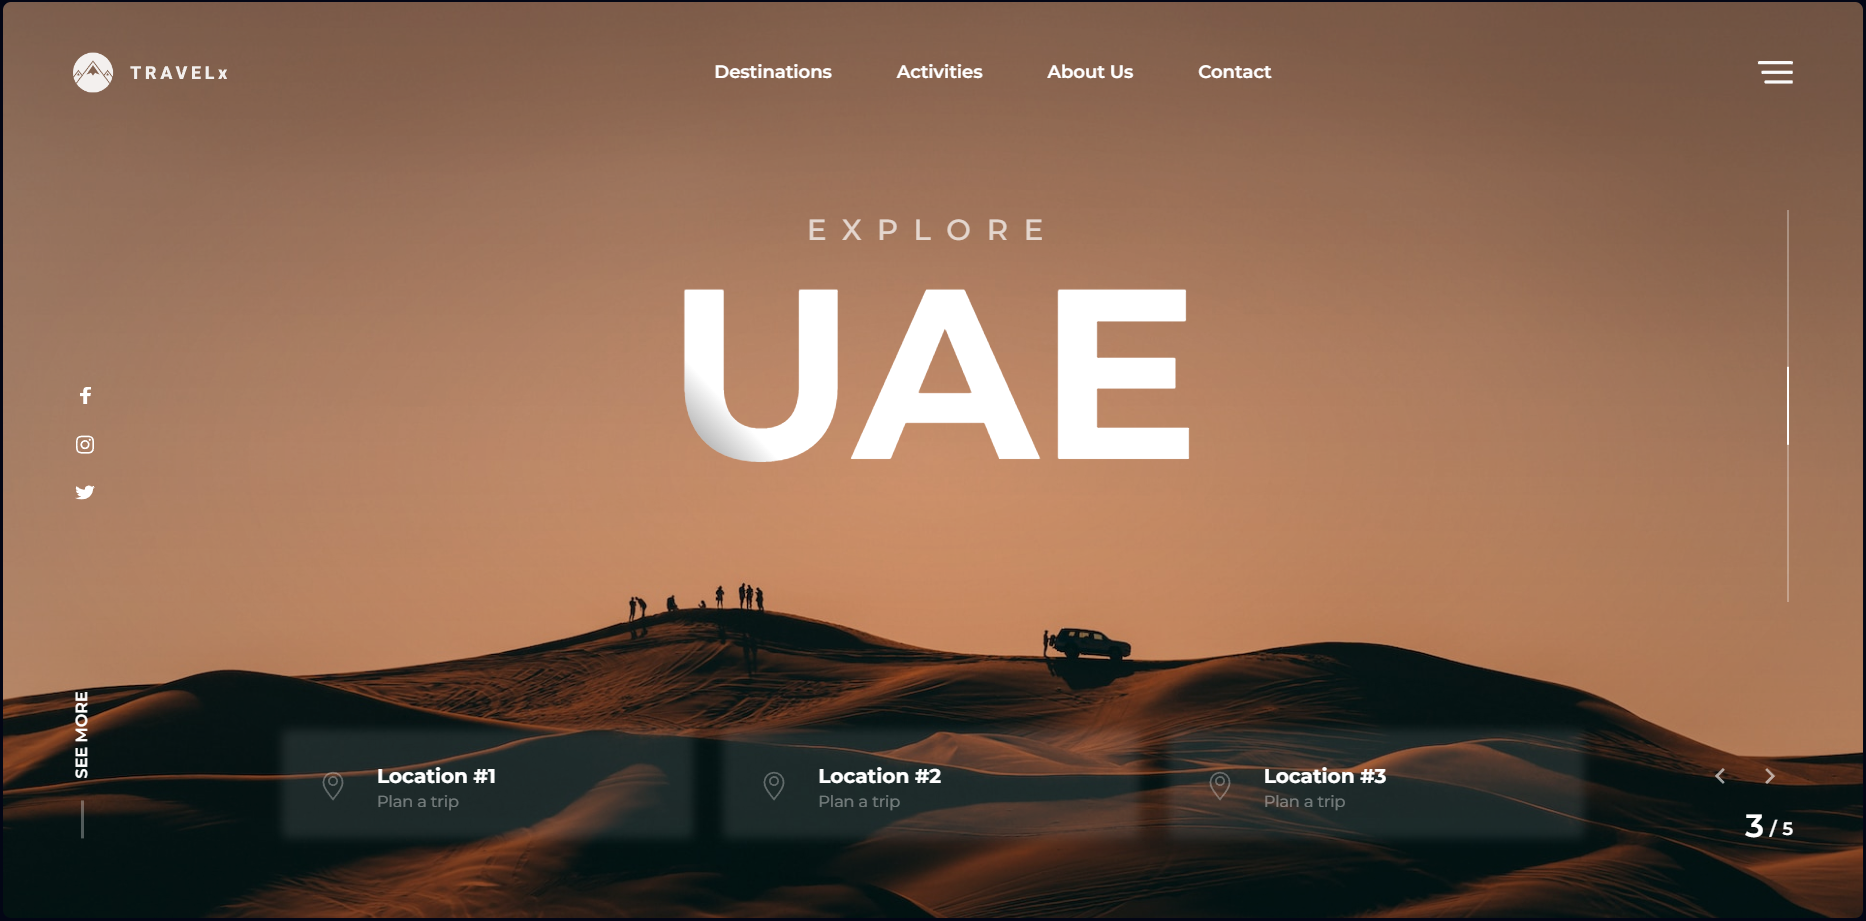 TRAVELx
Destinations
Activities
About Us
Contact
EXPLORE
UAE
SEE MORE
Location #1
Plan a trip
Location #2
Plan a trip
Location #3
Plan a trip
3 / 5